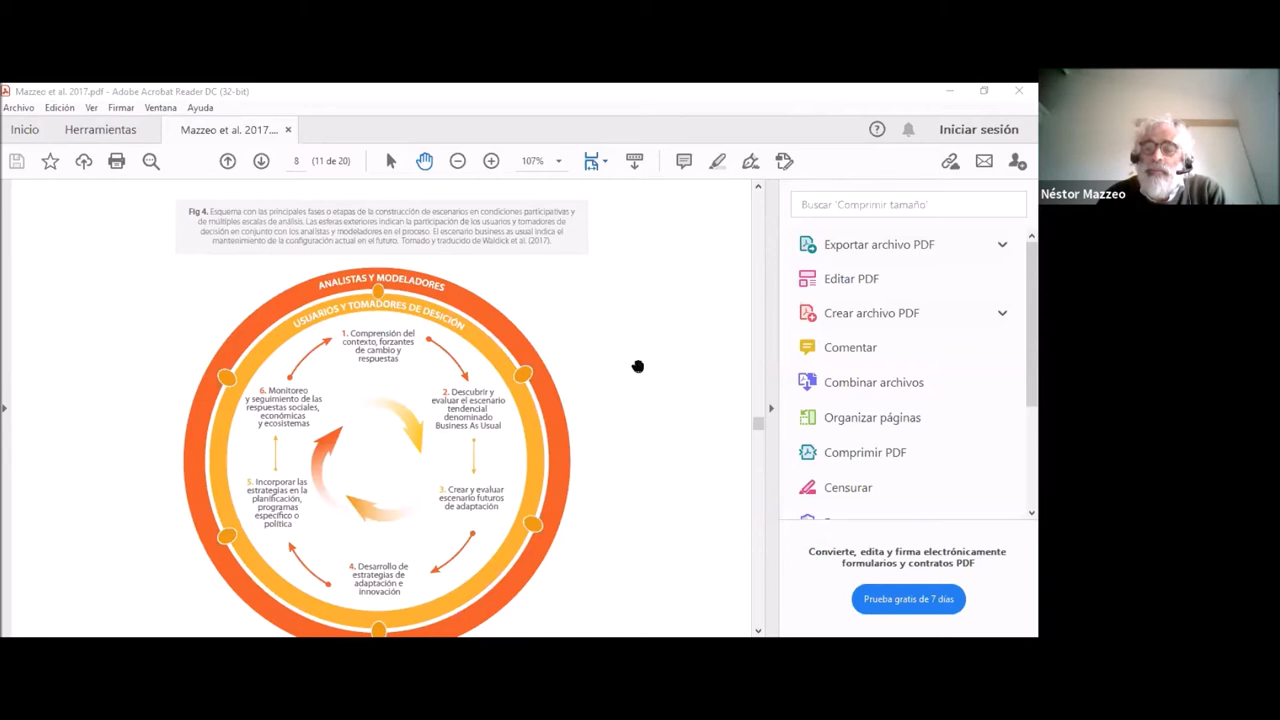 Mazzeo et al. 2017.pdf - Adobe Acrobat Reader DC (32-bit)
Archivo Edición Ver Firmar Ventana Ayuda
Inicio Herramientas Mazzeo et al. 2017.... × Iniciar sesión
8 (11 de 20) 107%
Fig 4. Esquema con las principales fases o etapas de la construcción de escenarios en condiciones participativas y
de múltiples escalas de análisis. Las esferas exteriores indican la participación de los usuarios y tomadores de
decisión en conjunto con los analistas y modeladores en el proceso. El escenario business as usual indica el
mantenimiento de la configuración actual en el futuro. Tomado y traducido de Waldick et al. (2017).
ANALISTAS Y MODELADORES
USUARIOS Y TOMADORES DE DESICIÓN
1. Comprensión del
contexto, forzantes
de cambio y
respuestas
2. Descubrir y
evaluar el escenario
tendencial
denominado
Business As Usual
3. Crear y evaluar
escenario futuros
de adaptación
4. Desarrollo de
estrategias de
adaptación e
innovación
5. Incorporar las
estrategias en la
planificación,
programas
específico o
política
6. Monitoreo
y seguimiento de las
respuestas sociales,
económicas
y ecosistemas
Buscar 'Comprimir tamaño'
Exportar archivo PDF
Editar PDF
Crear archivo PDF
Comentar
Combinar archivos
Organizar páginas
Comprimir PDF
Censurar
Convierte, edita y firma electrónicamente
formularios y contratos PDF
Prueba gratis de 7 días
Néstor Mazzeo